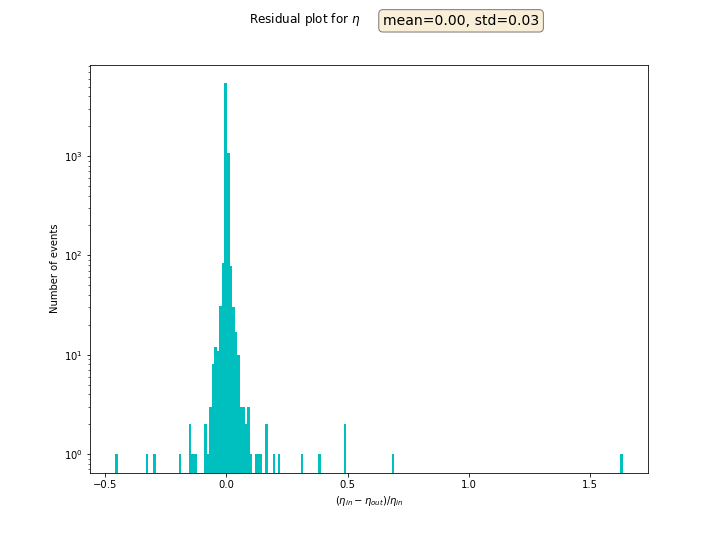 Residual plot for η
mean=0.00, std=0.03
Number of events
10³
10²
10¹
10⁰
−0.5 0.0 0.5 1.0 1.5
(η_in − η_out)/η_in